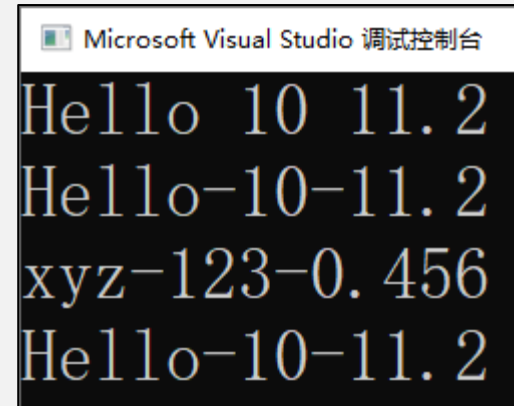 Microsoft Visual Studio 调试控制台
Hello 10 11.2
Hello-10-11.2
xyz-123-0.456
Hello-10-11.2